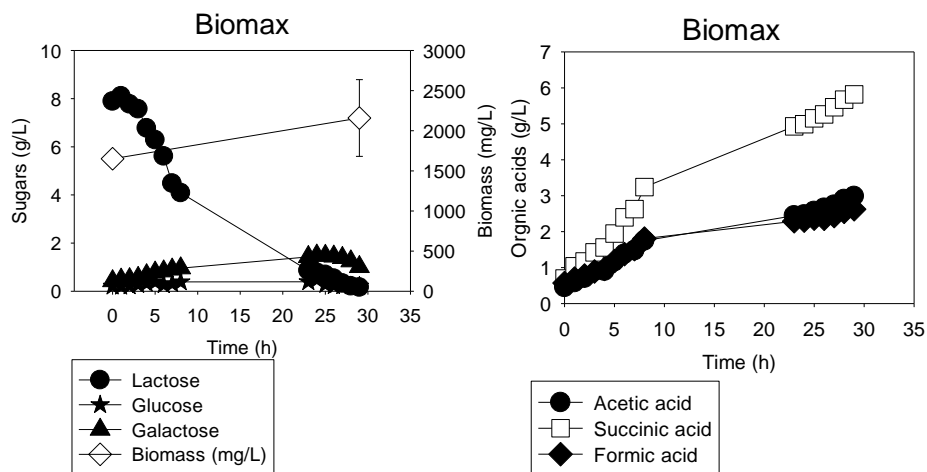 Biomax
10
8
6
4
2
0
Sugars (g/L)
3000
2500
2000
1500
1000
500
0
Biomass (mg/L)
0 5 10 15 20 25 30 35
Time (h)
Lactose
Glucose
Galactose
Biomass (mg/L)
Biomax
7
6
5
4
3
2
1
0
Orgnic acids (g/L)
0 5 10 15 20 25 30 35
Time (h)
Acetic acid
Succinic acid
Formic acid